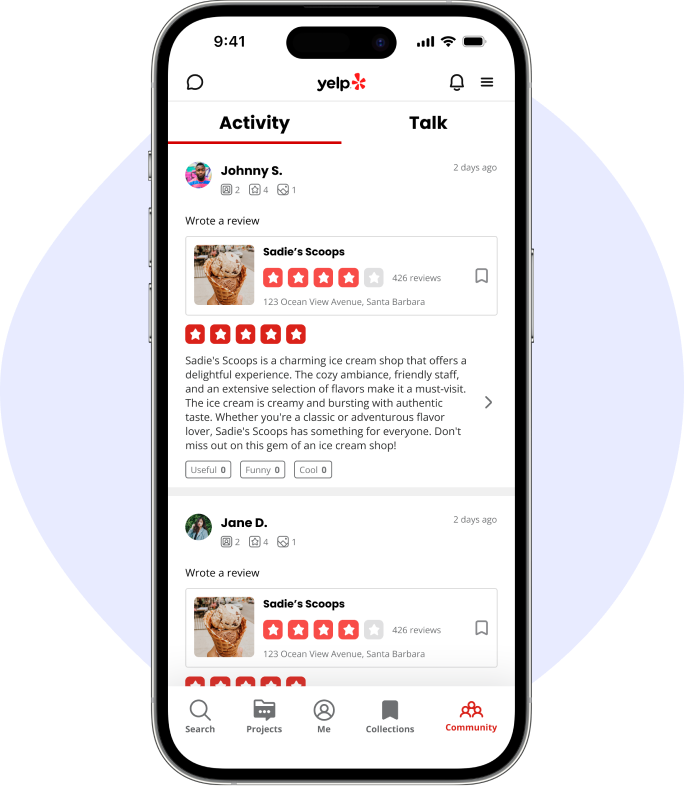 9:41
yelp
Activity
Talk
Johnny S.
2 days ago
2 4 1
Wrote a review
Sadie’s Scoops
426 reviews
123 Ocean View Avenue, Santa Barbara
Sadie's Scoops is a charming ice cream shop that offers a
delightful experience. The cozy ambiance, friendly staff,
and an extensive selection of flavors make it a must-visit.
The ice cream is creamy and bursting with authentic
taste. Whether you're a classic or adventurous flavor
lover, Sadie's Scoops has something for everyone. Don't
miss out on this gem of an ice cream shop!
Useful 0
Funny 0
Cool 0
Jane D.
2 days ago
2 4 1
Wrote a review
Sadie’s Scoops
426 reviews
123 Ocean View Avenue, Santa Barbara
Search
Projects
Me
Collections
Community